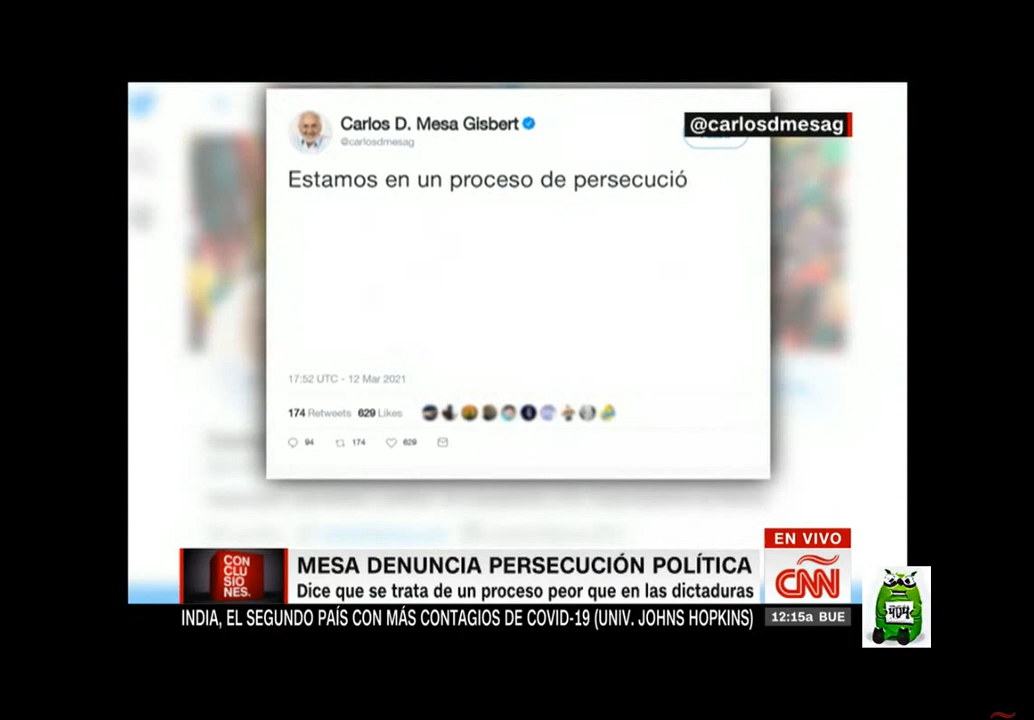 Carlos D. Mesa Gisbert
@carlosdmesag
@carlosdmesag
Estamos en un proceso de persecució
17:52 UTC - 12 Mar 2021
174 Retweets 629 Likes
94 174 629
EN VIVO
CON
CLU
SIO
NES.
MESA DENUNCIA PERSECUCIÓN POLÍTICA
Dice que se trata de un proceso peor que en las dictaduras
CNN
INDIA, EL SEGUNDO PAÍS CON MÁS CONTAGIOS DE COVID-19 (UNIV. JOHNS HOPKINS)
12:15a BUE
404